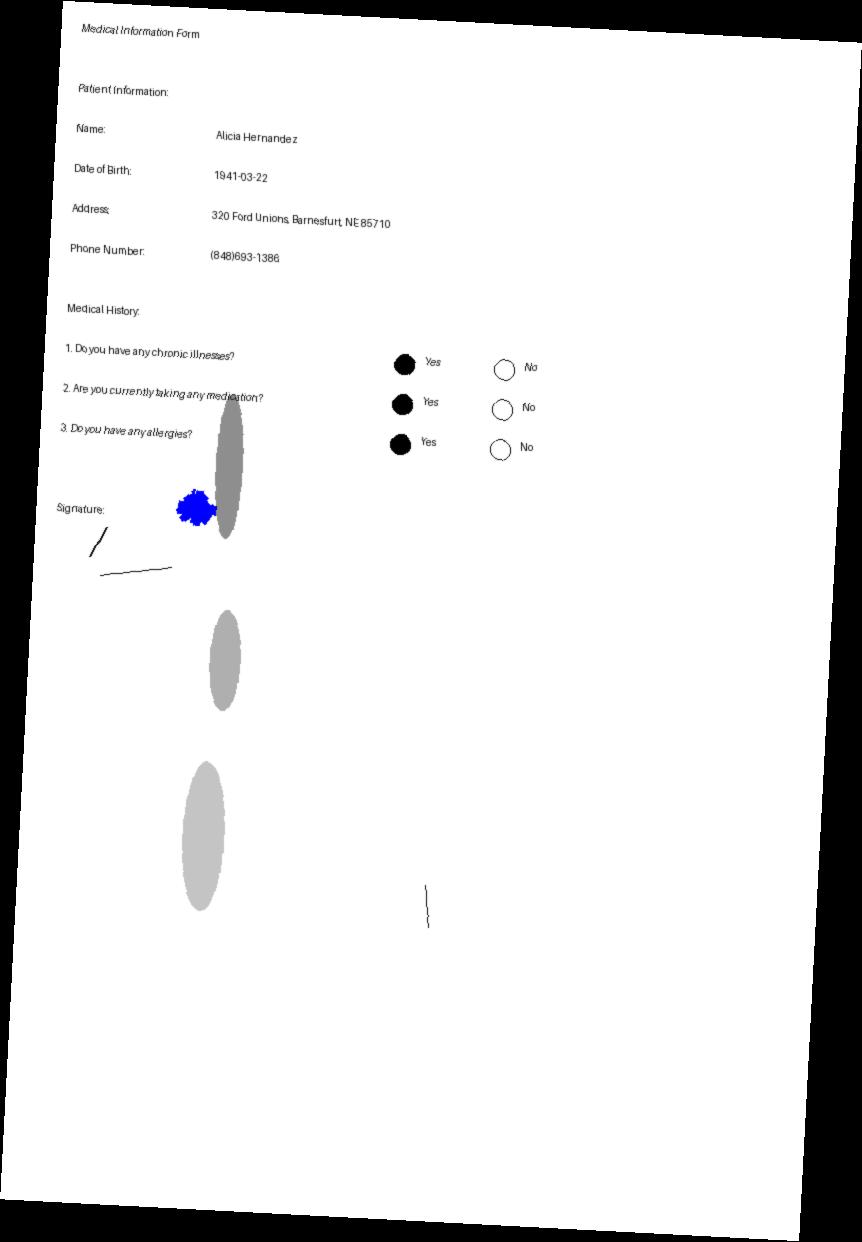 Medical Information Form
Patient Information:
Name: Alicia Hernandez
Date of Birth: 1941-03-22
Address: 320 Ford Unions, Barnesfurt, NE 85710
Phone Number: (848)693-1386
Medical History:
1. Do you have any chronic illnesses? Yes No
2. Are you currently taking any medication? Yes No
3. Do you have any allergies? Yes No
Signature: